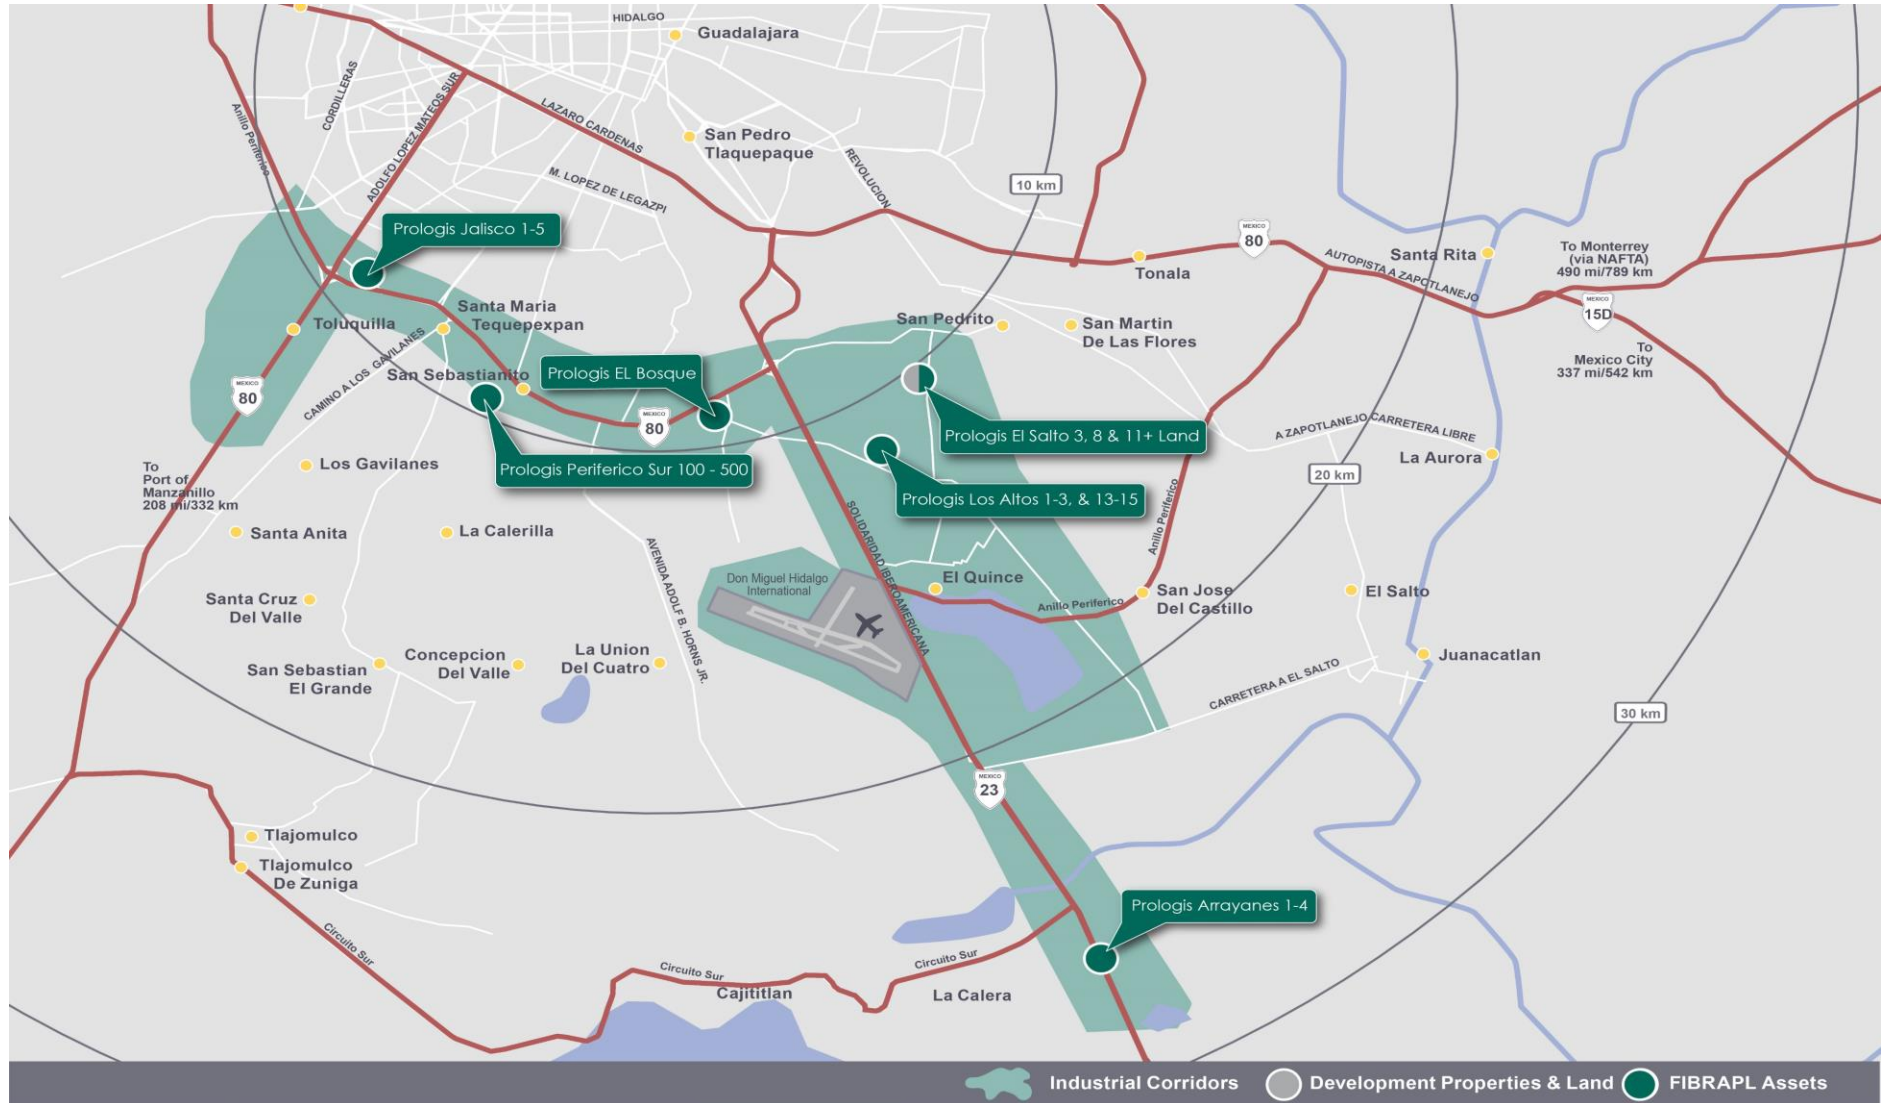 HIDALGO
Guadalajara
CORDILLERAS
ADOLFO LOPEZ MATEOS SUR
Anillo Periferico
LAZARO CARDENAS
San Pedro
Tlaquepaque
REVOLUCION
M. LOPEZ DE LEGAZPI
10 km
Prologis Jalisco 1-5
MEXICO
80
Tonala
AUTOPISTA A ZAPOTLANEJO
Santa Rita
To Monterrey
(via NAFTA)
490 mi/789 km
MEXICO
15D
To
Mexico City
337 mi/542 km
Santa Maria
Tequepexpan
Toluquilla
San Pedrito
San Martin
De Las Flores
CAMINO A LOS GAVILANES
San Sebastianito
Prologis EL Bosque
MEXICO
80
MEXICO
80
Prologis El Salto 3, 8 & 11+ Land
A ZAPOTLANEJO CARRETERA LIBRE
La Aurora
Los Gavilanes
Prologis Periferico Sur 100 - 500
20 km
To
Port of
Manzanillo
208 mi/332 km
Prologis Los Altos 1-3, & 13-15
SOLIDARIDAD IBEROAMERICANA
Anillo Periferico
Santa Anita
La Calerilla
AVENIDA ADOLF B. HORNS JR.
Don Miguel Hidalgo
International
El Quince
Anillo Periferico
San Jose
Del Castillo
El Salto
Santa Cruz
Del Valle
San Sebastian
El Grande
Concepcion
Del Valle
La Union
Del Cuatro
Juanacatlan
CARRETERA A EL SALTO
30 km
MEXICO
23
Tlajomulco
Tlajomulco
De Zuniga
Prologis Arrayanes 1-4
Circuito Sur
Circuito Sur
Circuito Sur
Cajititlan
La Calera
Industrial Corridors
Development Properties & Land
FIBRAPL Assets